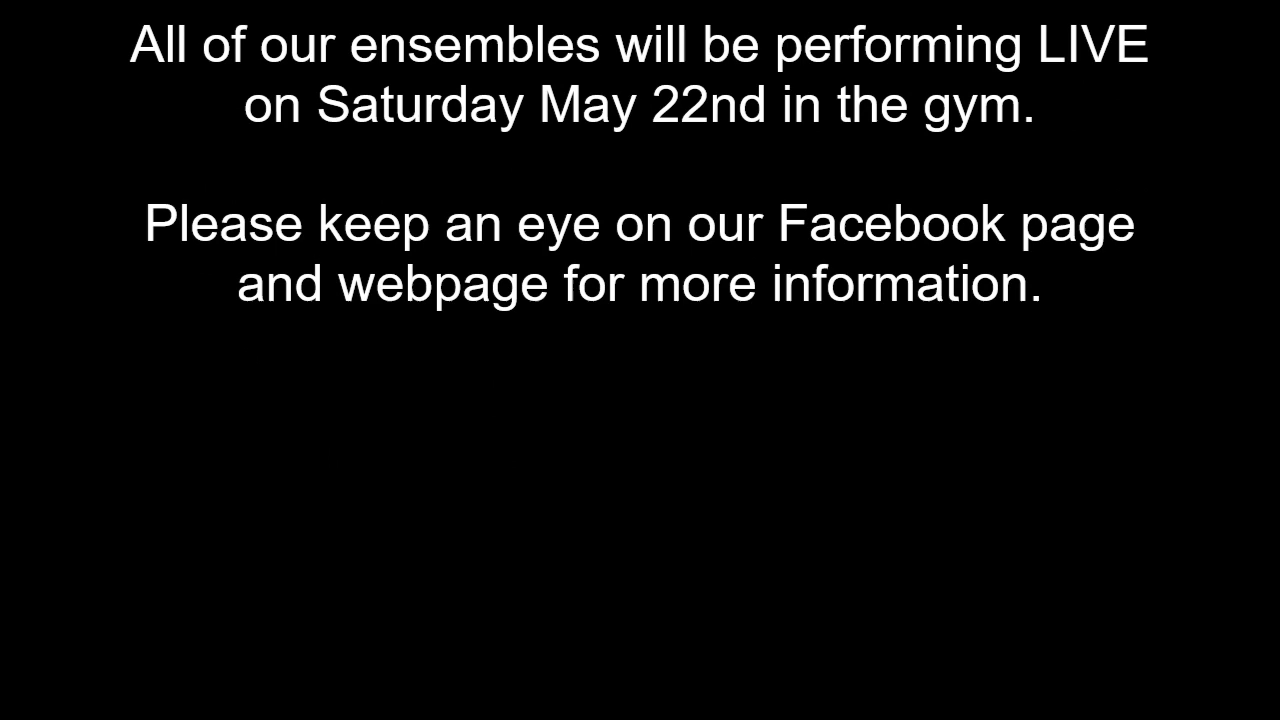 All of our ensembles will be performing LIVE
on Saturday May 22nd in the gym.
Please keep an eye on our Facebook page
and webpage for more information.